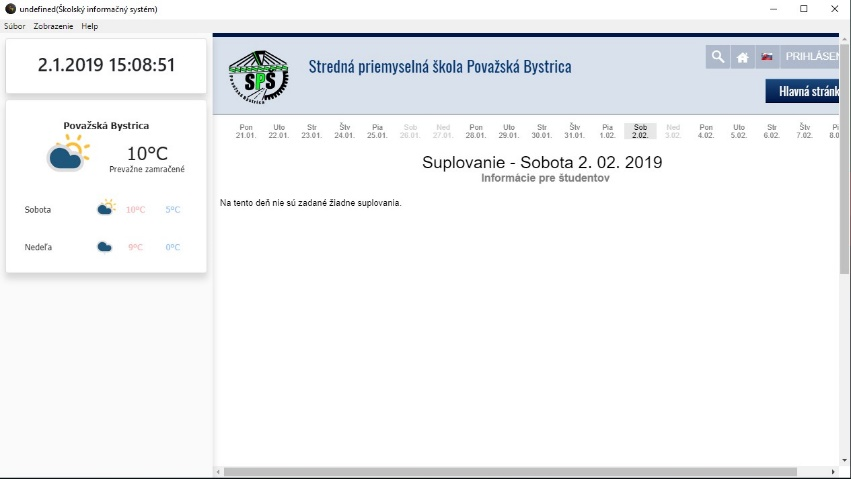 undefined(Školský informačný systém)
Súbor Zobrazenie Help
2.1.2019 15:08:51
Považská Bystrica
10°C
Prevažne zamračené
Sobota 10°C 5°C
Nedeľa 9°C 0°C
SPŠ
Považská Bystrica
Stredná priemyselná škola Považská Bystrica
PRIHLÁSEN
Hlavná stránk
Pon Uto Str Štv Pia Sob Ned Pon Uto Str Štv Pia Sob Ned Pon Uto Str Štv Pi
21.01. 22.01. 23.01. 24.01. 25.01. 26.01. 27.01. 28.01. 29.01. 30.01. 31.01. 1.02. 2.02. 3.02. 4.02. 5.02. 6.02. 7.02. 8.0
Suplovanie - Sobota 2. 02. 2019
Informácie pre študentov
Na tento deň nie sú zadané žiadne suplovania.